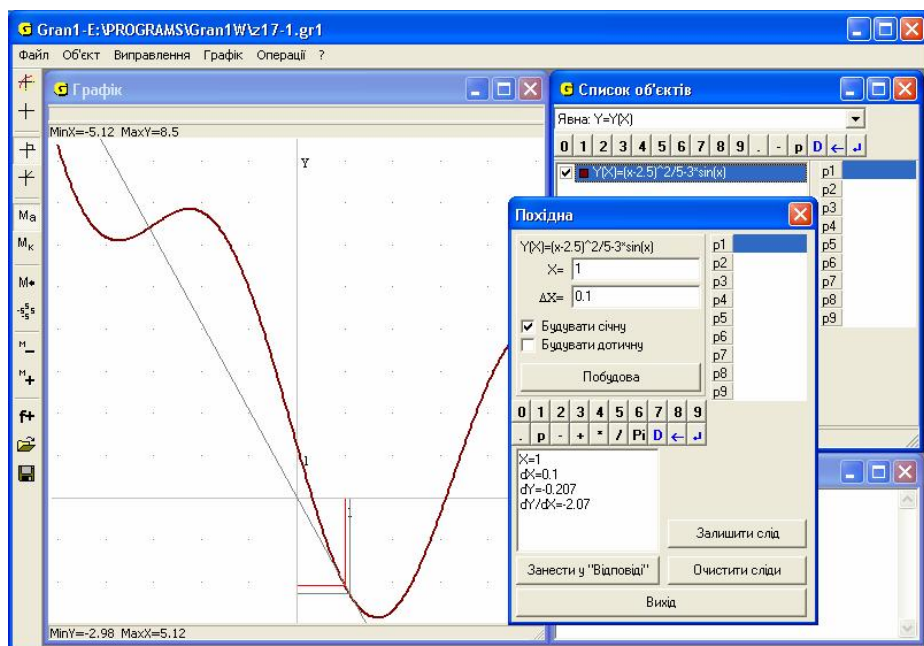 Gran1-E:\PROGRAMS\Gran1W\z17-1.gr1
Файл Об'єкт Виправлення Графік Операції ?
Графік
MinX=-5.12 MaxY=8.5
Y
1
1
MinY=-2.98 MaxX=5.12
Mа
Mк
M
M
M
f+
Список об'єктів
Явна: Y=Y(X)
0 1 2 3 4 5 6 7 8 9 . - p D ← ↲
Y(X)=(x-2.5)^2/5-3*sin(x)
p1
p2
p3
p4
p5
p6
p7
p8
p9
Похідна
Y(X)=(x-2.5)^2/5-3*sin(x)
X= 1
ΔX= 0.1
Будувати січну
Будувати дотичну
Побудова
p1
p2
p3
p4
p5
p6
p7
p8
p9
0 1 2 3 4 5 6 7 8 9
. p - + * / Pi D ← ↲
X=1
dX=0.1
dY=-0.207
dY/dX=-2.07
Залишити слід
Занести у "Відповіді" Очистити сліди
Вихід